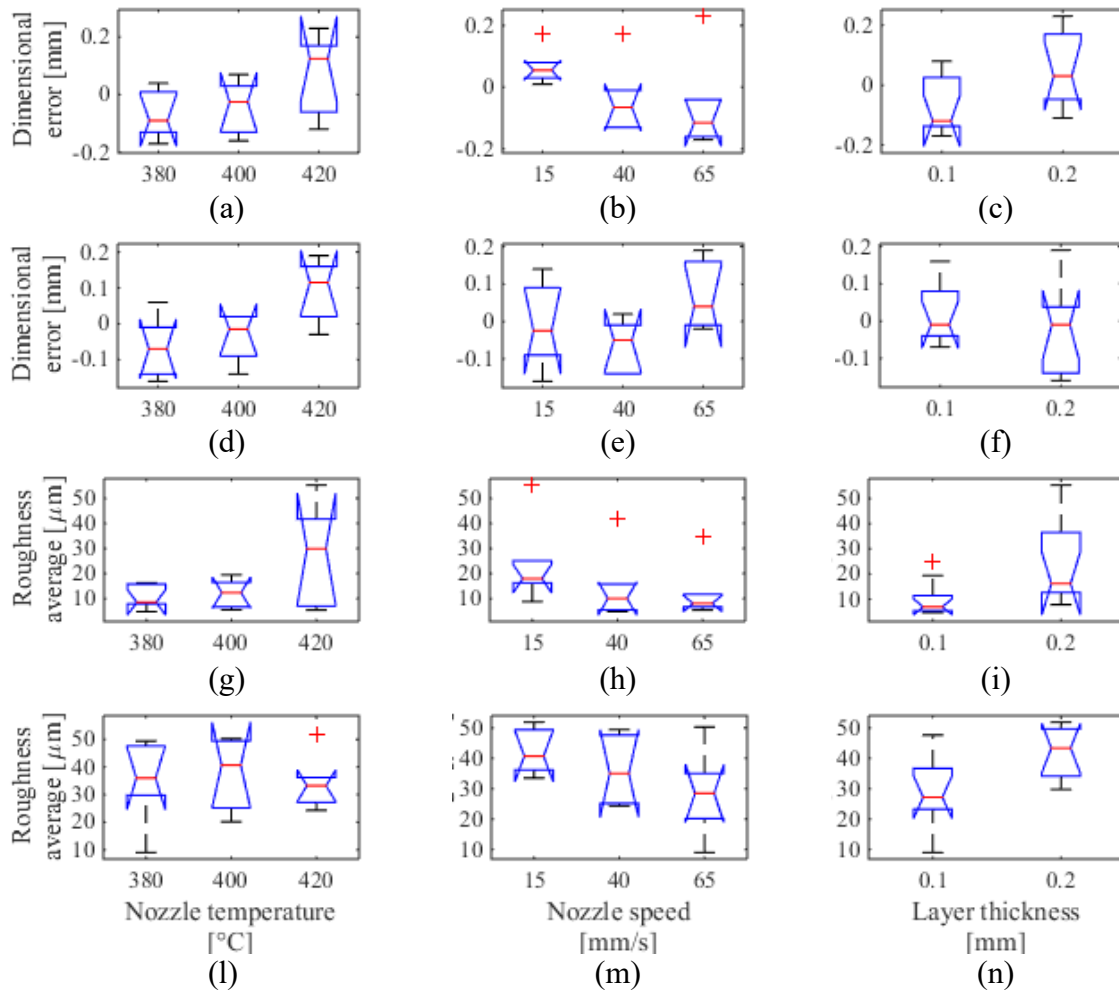 Dimensional
error [mm]
0.2
0
-0.2
380 400 420
(a)
0.2
0
-0.2
15 40 65
(b)
0.2
0
-0.2
0.1 0.2
(c)
Dimensional
error [mm]
0.2
0.1
0
-0.1
380 400 420
(d)
0.2
0.1
0
-0.1
15 40 65
(e)
0.2
0.1
0
-0.1
0.1 0.2
(f)
Roughness
average [μm]
50
40
30
20
10
380 400 420
(g)
50
40
30
20
10
15 40 65
(h)
50
40
30
20
10
0.1 0.2
(i)
Roughness
average [μm]
50
40
30
20
10
380 400 420
Nozzle temperature
[°C]
(l)
50
40
30
20
10
15 40 65
Nozzle speed
[mm/s]
(m)
50
40
30
20
10
0.1 0.2
Layer thickness
[mm]
(n)